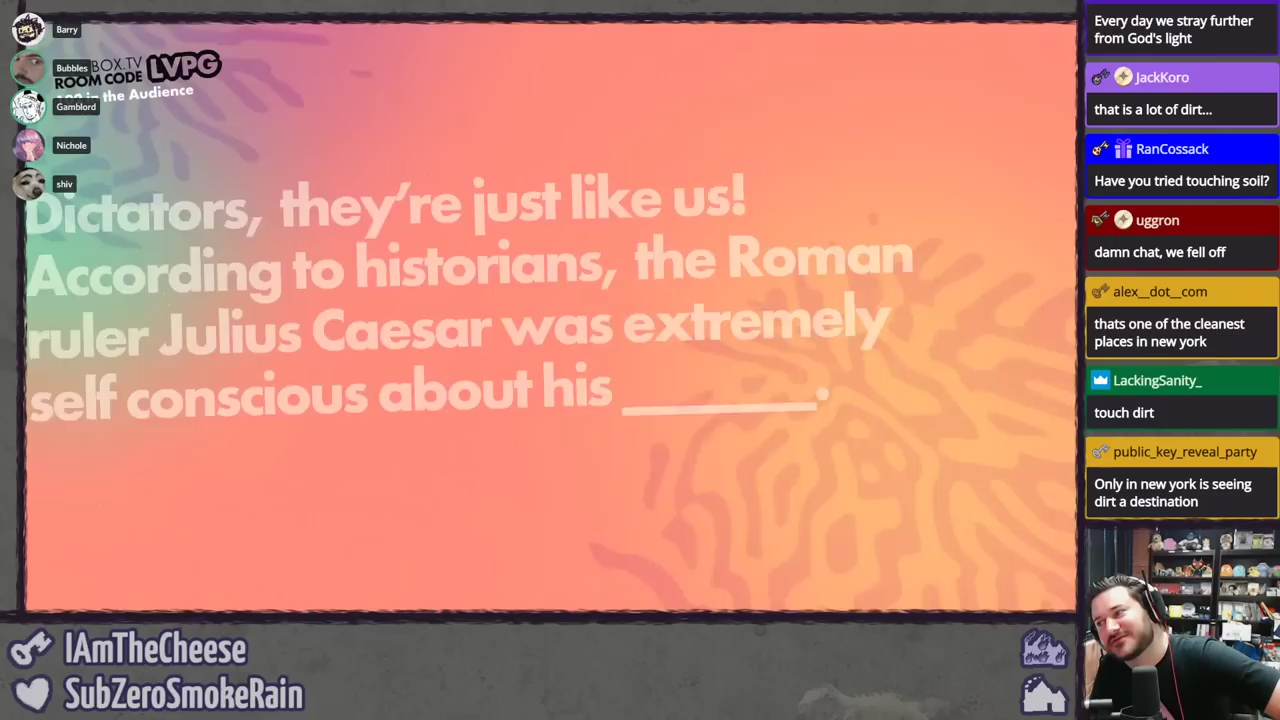 Barry
Bubbles
BOX.TV
ROOM CODE LVPG
in the Audience
Gamblord
Nichole
shiv
Dictators, they're just like us!
According to historians, the Roman
ruler Julius Caesar was extremely
self conscious about his ________.
Every day we stray further
from God's light
JackKoro
that is a lot of dirt...
RanCossack
Have you tried touching soil?
uggron
damn chat, we fell off
alex__dot__com
thats one of the cleanest
places in new york
LackingSanity_
touch dirt
public_key_reveal_party
Only in new york is seeing
dirt a destination
IAmTheCheese
SubZeroSmokeRain